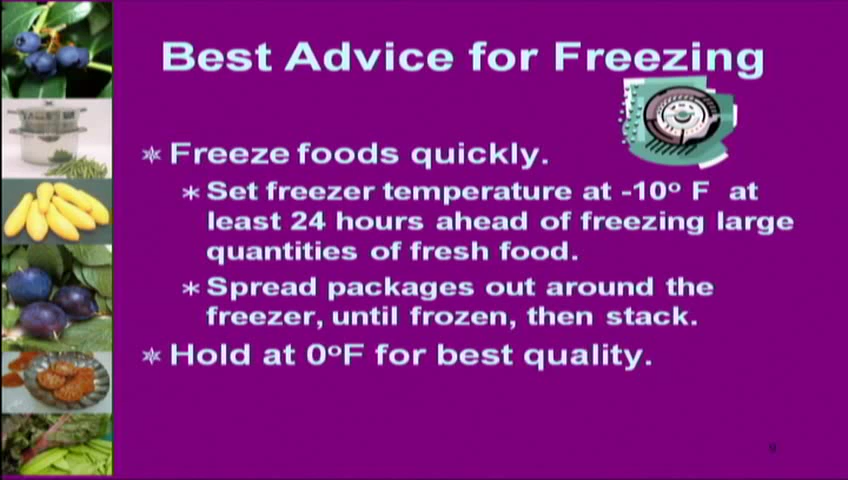 Best Advice for Freezing
Freeze foods quickly.
Set freezer temperature at -10° F at
least 24 hours ahead of freezing large
quantities of fresh food.
Spread packages out around the
freezer, until frozen, then stack.
Hold at 0°F for best quality.